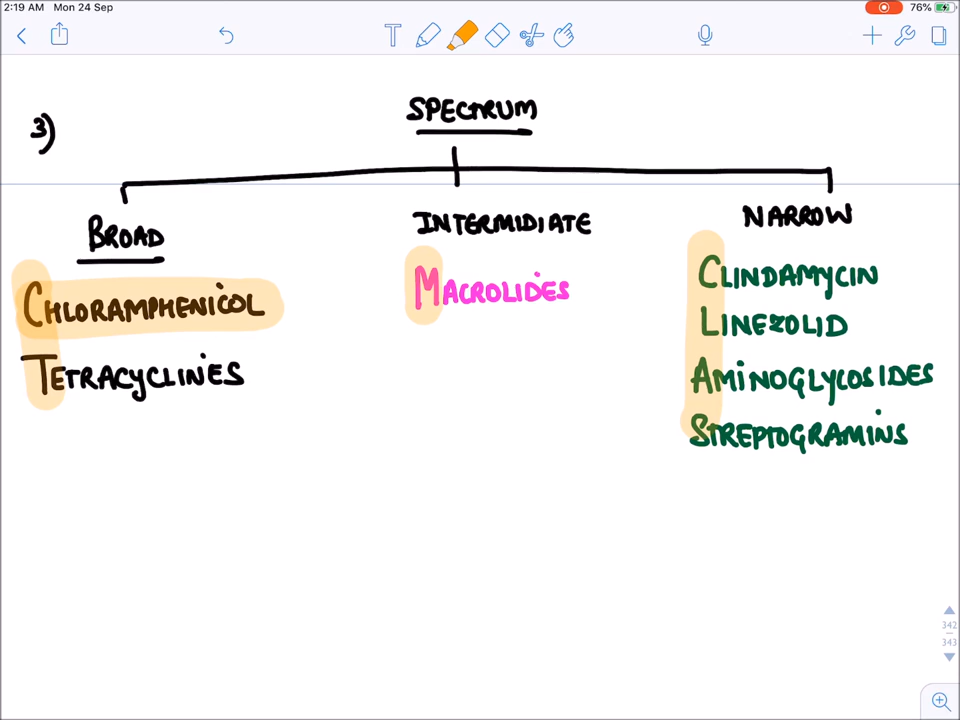 2:19 AM Mon 24 Sep
76%
T
3)
SPECTRUM
BROAD
CHLORAMPHENICOL
TETRACYCLINES
INTERMIDIATE
MACROLIDES
NARROW
CLINDAMYCIN
LINEZOLID
AMINOGLYCOSIDES
STREPTOGRAMINS
342
343